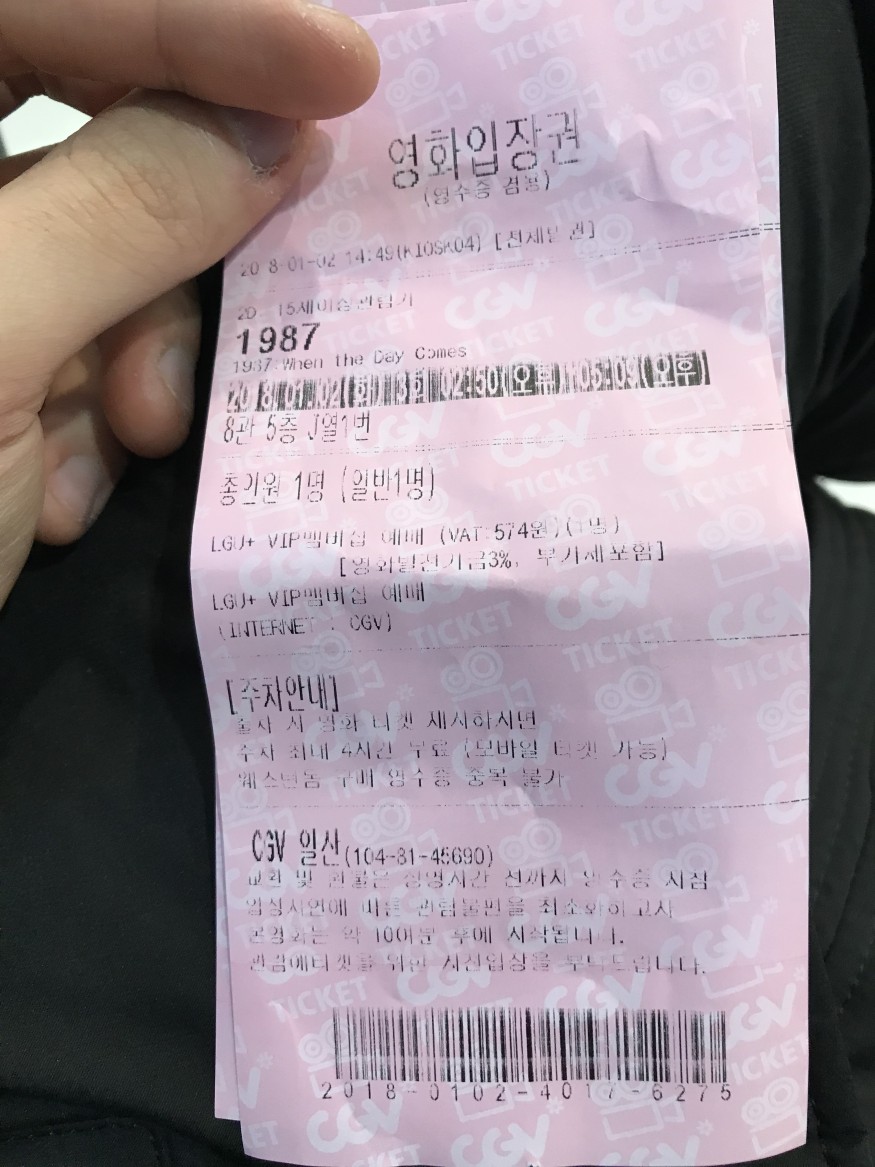 영화입장권
(영수증 겸용)
2018-01-02 14:49(KIOSK04) [전체발권]
2D 15세이상관람가
1987
1987:When the Day Comes
2018.01.02(화) 3회 02:50(오후)-05:09(오후)
8관 5층 J열1번
총인원 1명 (일반1명)
LGU+ VIP멤버십 예매 (VAT:574원)(1명)
[영화발전기금3%, 부가세포함]
LGU+ VIP멤버십 예매
(INTERNET : CGV)
[주차안내]
출차 시 영화 티켓 제시하시면
주차 최대 4시간 무료 (모바일 티켓 가능)
웨스턴돔 구매 영수증 중복 불가
CGV 일산(104-81-45690)
교환 및 환불은 상영시간 전까지 영수증 지참
입장지연에 따른 관람불편을 최소화하고자
본영화는 약 10여분 후에 시작됩니다.
관람에티켓을 위한 사전입장을 부탁드립니다.
2018-0102-4017-6275
CGV
TICKET